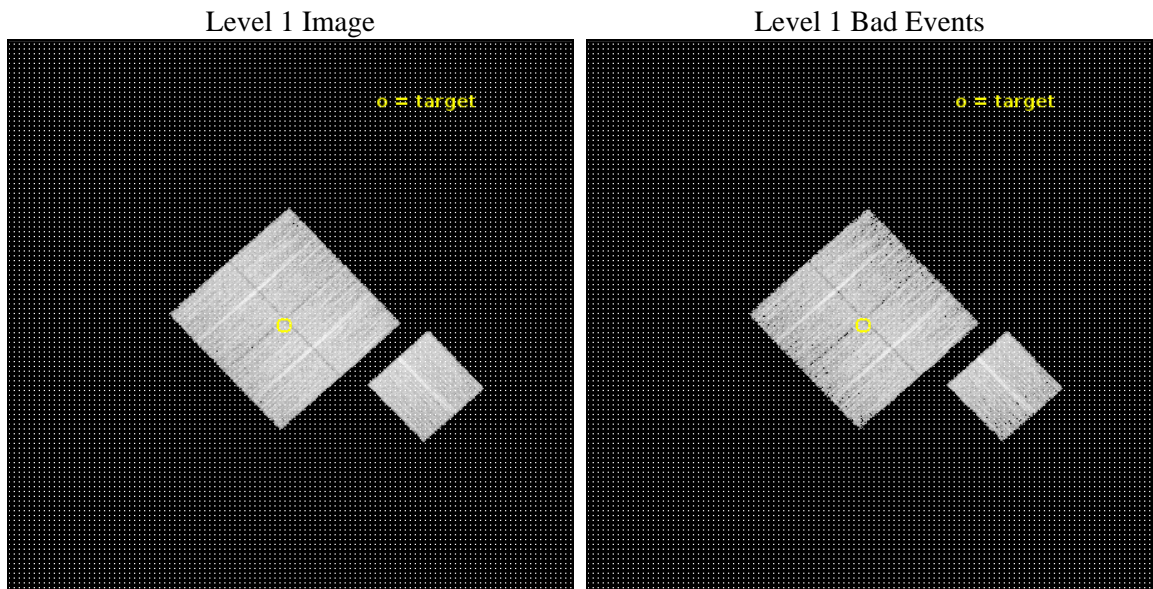 Level 1 Image
Level 1 Bad Events
o = target
o = target